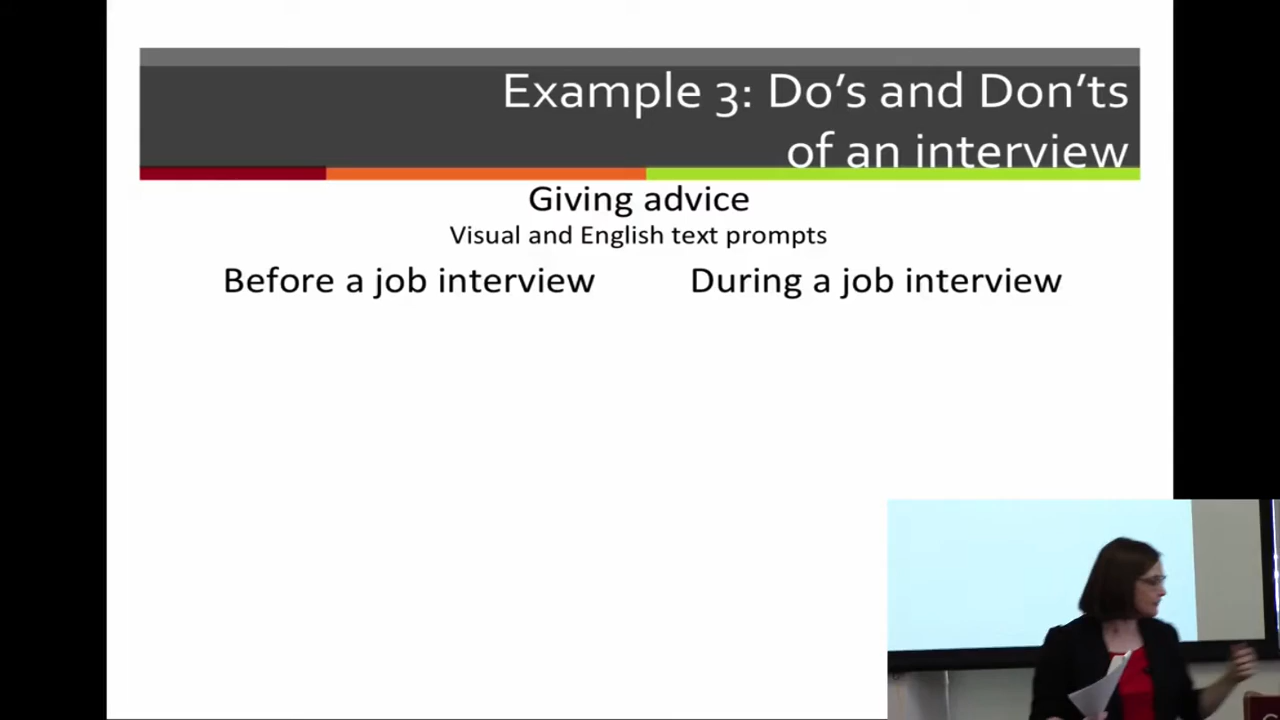 Example 3: Do's and Don'ts
of an interview
Giving advice
Visual and English text prompts
Before a job interview
During a job interview